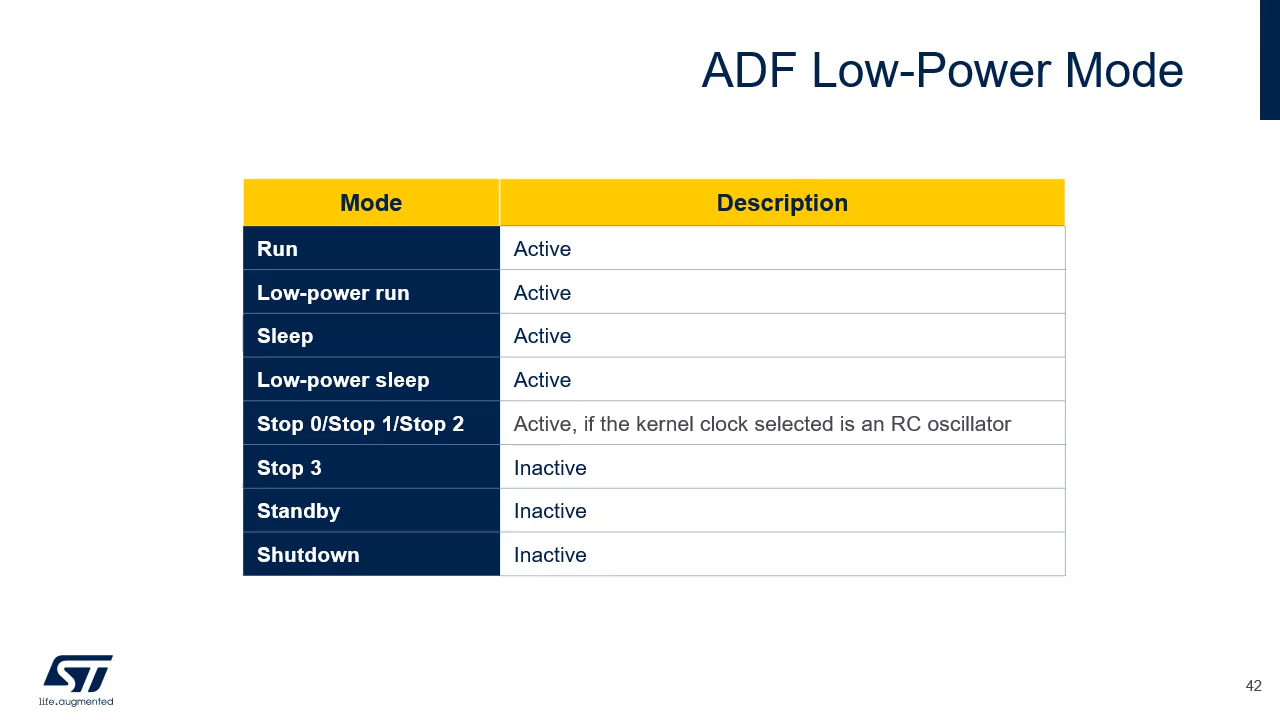 ADF Low-Power Mode
Mode Description
Run Active
Low-power run Active
Sleep Active
Low-power sleep Active
Stop 0/Stop 1/Stop 2 Active, if the kernel clock selected is an RC oscillator
Stop 3 Inactive
Standby Inactive
Shutdown Inactive
ST
life.augmented
42